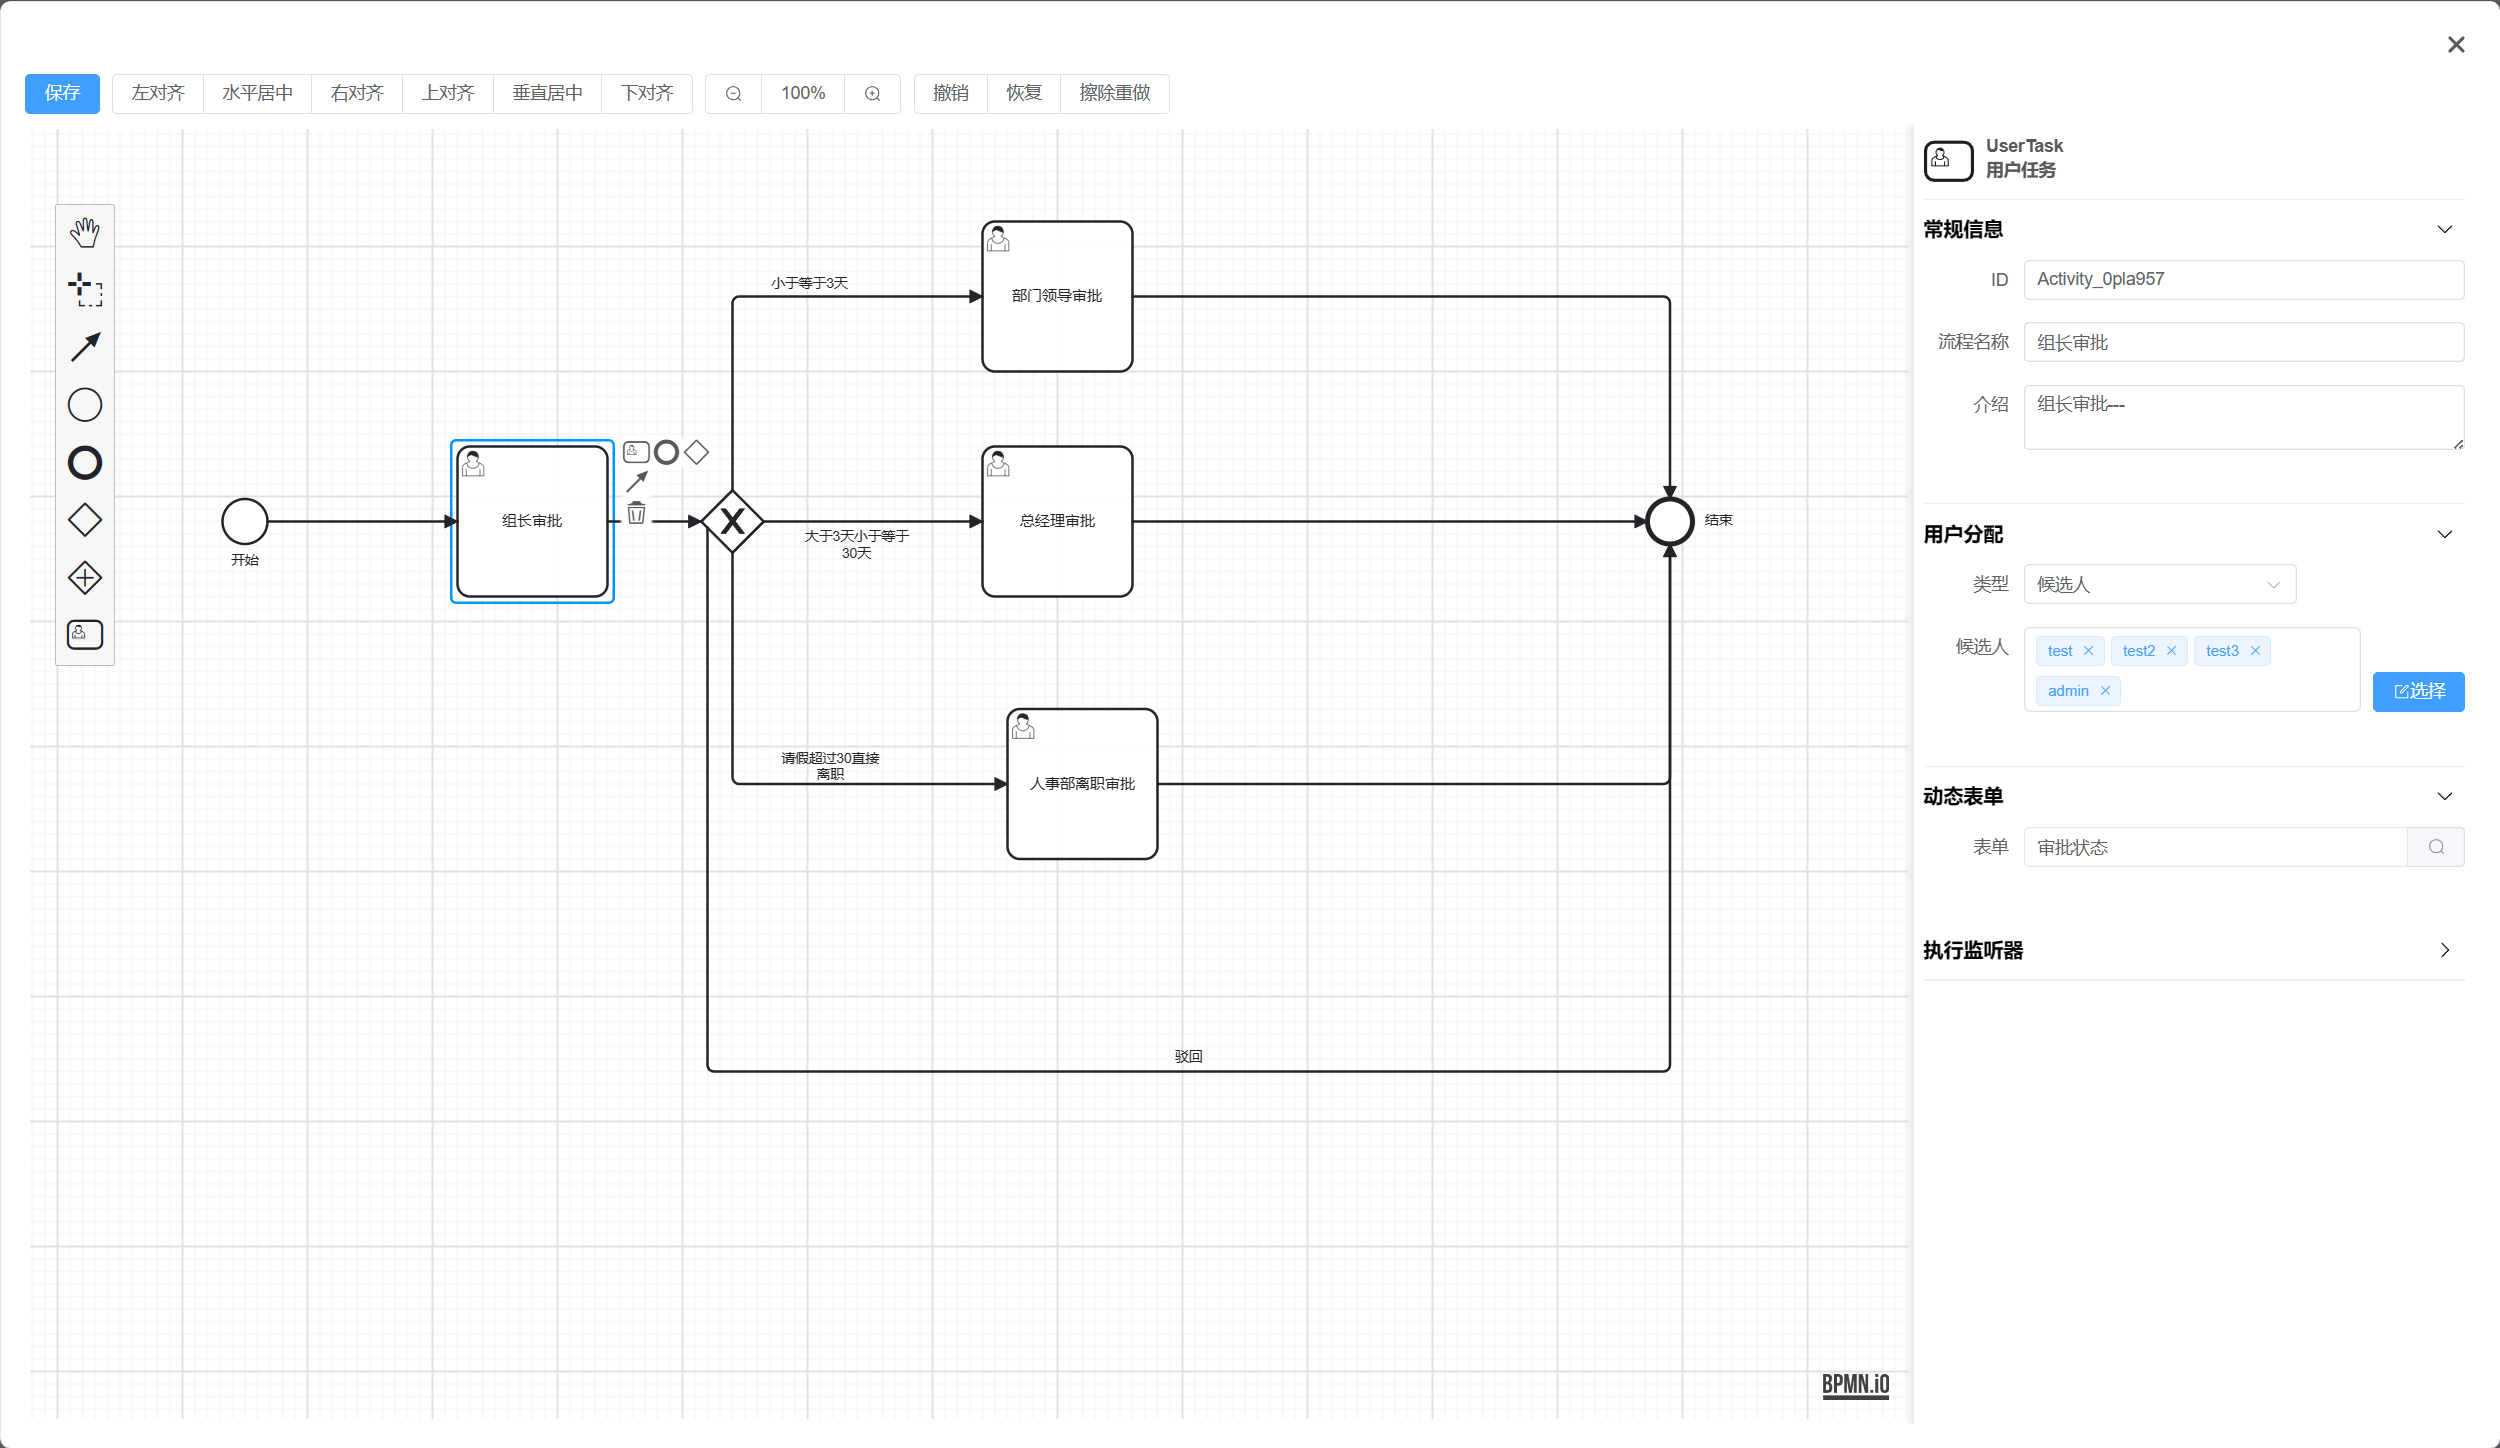 保存
左对齐
水平居中
右对齐
上对齐
垂直居中
下对齐
100%
撤销
恢复
擦除重做
开始
组长审批
X
小于等于3天
部门领导审批
大于3天小于等于
30天
总经理审批
结束
请假超过30直接
离职
人事部离职审批
驳回
BPMN.iO
UserTask
用户任务
常规信息
ID
Activity_0pla957
流程名称
组长审批
介绍
组长审批---
用户分配
类型
候选人
候选人
test
test2
test3
admin
选择
动态表单
表单
审批状态
执行监听器